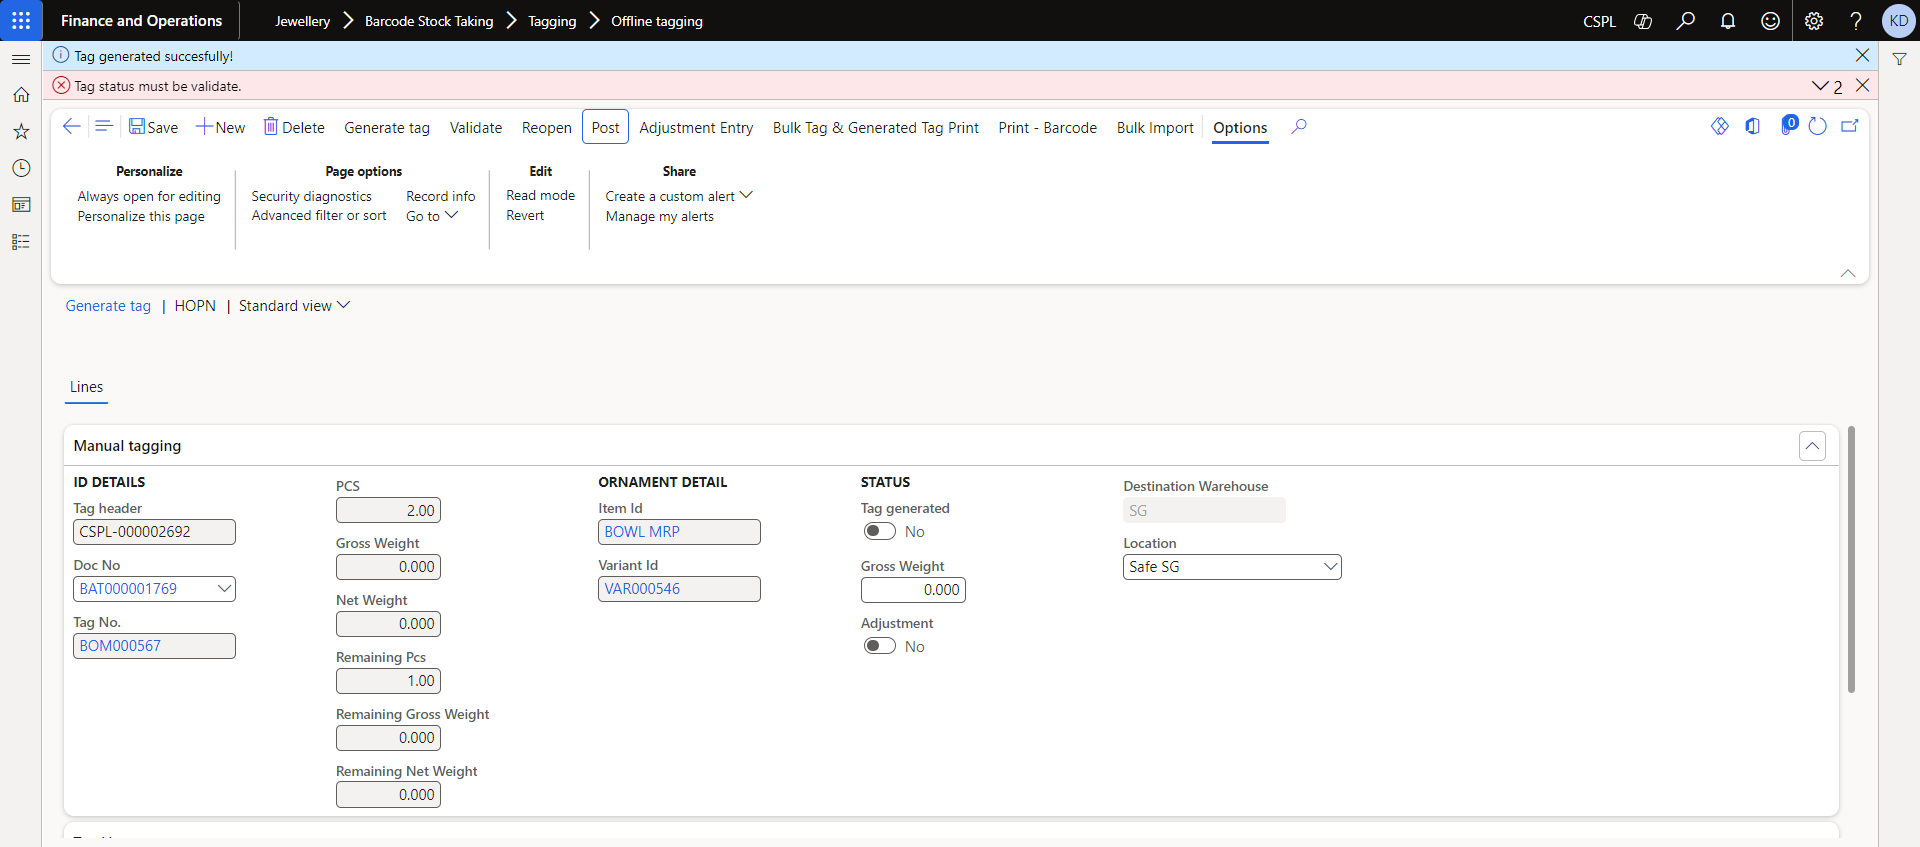 Finance and Operations
Jewellery
Barcode Stock Taking
Tagging
Offline tagging
CSPL
KD
Tag generated succesfully!
Tag status must be validate.
2
Save
New
Delete
Generate tag
Validate
Reopen
Post
Adjustment Entry
Bulk Tag & Generated Tag Print
Print - Barcode
Bulk Import
Options
0
Personalize
Always open for editing
Personalize this page
Page options
Security diagnostics
Advanced filter or sort
Record info
Go to
Edit
Read mode
Revert
Share
Create a custom alert
Manage my alerts
Generate tag | HOPN | Standard view
Lines
Manual tagging
ID DETAILS
Tag header
CSPL-000002692
Doc No
BAT000001769
Tag No.
BOM000567
PCS
2.00
Gross Weight
0.000
Net Weight
0.000
Remaining Pcs
1.00
Remaining Gross Weight
0.000
Remaining Net Weight
0.000
ORNAMENT DETAIL
Item Id
BOWL MRP
Variant Id
VAR000546
STATUS
Tag generated
No
Gross Weight
0.000
Adjustment
No
Destination Warehouse
SG
Location
Safe SG